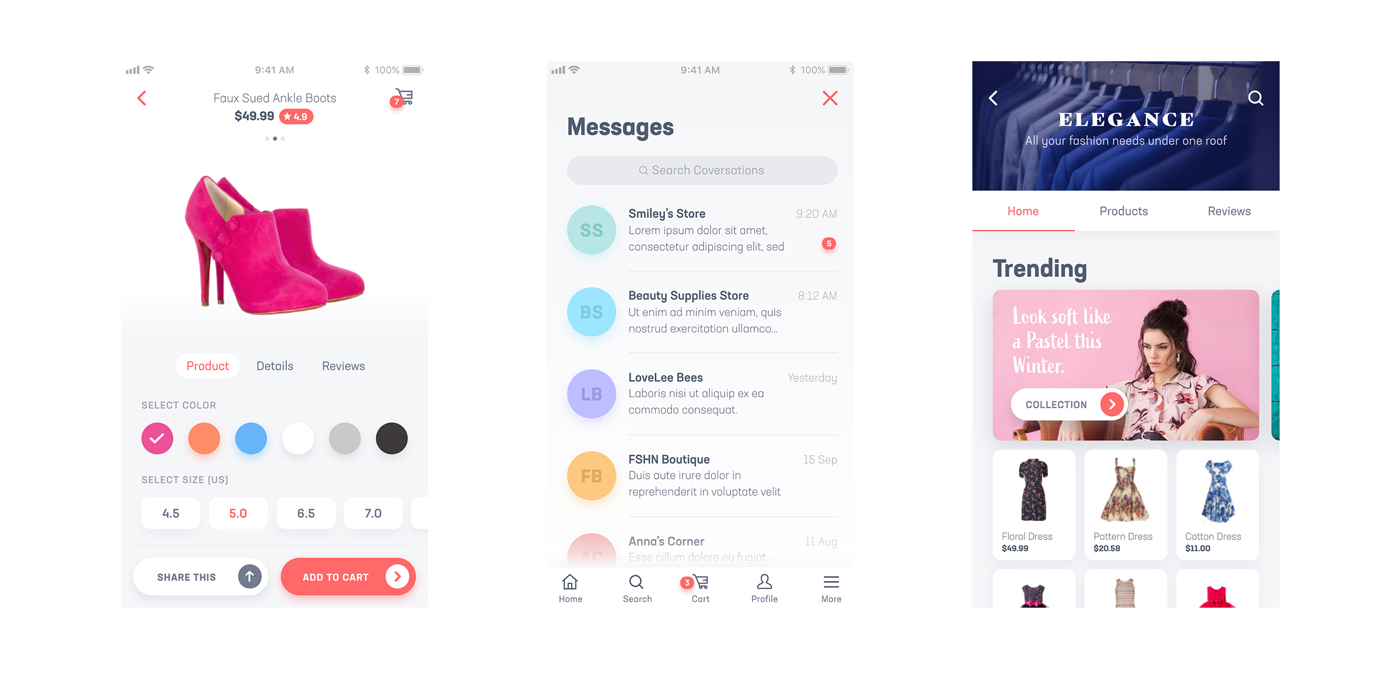 9:41 AM
100%
Faux Sued Ankle Boots
7
$49.99
4.9
Product
Details
Reviews
SELECT COLOR
SELECT SIZE (US)
4.5
5.0
6.5
7.0
SHARE THIS
ADD TO CART
9:41 AM
100%
Messages
Search Coversations
SS
Smiley's Store
9:20 AM
Lorem ipsum dolor sit amet,
consectetur adipiscing elit, sed
5
BS
Beauty Supplies Store
8:12 AM
Ut enim ad minim veniam, quis
nostrud exercitation ullamco...
LB
LoveLee Bees
Yesterday
Laboris nisi ut aliquip ex ea
commodo consequat.
FB
FSHN Boutique
15 Sep
Duis aute irure dolor in
reprehenderit in voluptate velit
AC
Anna's Corner
11 Aug
Esse cillum dolore eu fugiat
Home
Search
3
Cart
Profile
More
ELEGANCE
All your fashion needs under one roof
Home
Products
Reviews
Trending
Look soft like
a Pastel this
Winter.
COLLECTION
Floral Dress
$49.99
Pattern Dress
$20.58
Cotton Dress
$11.00